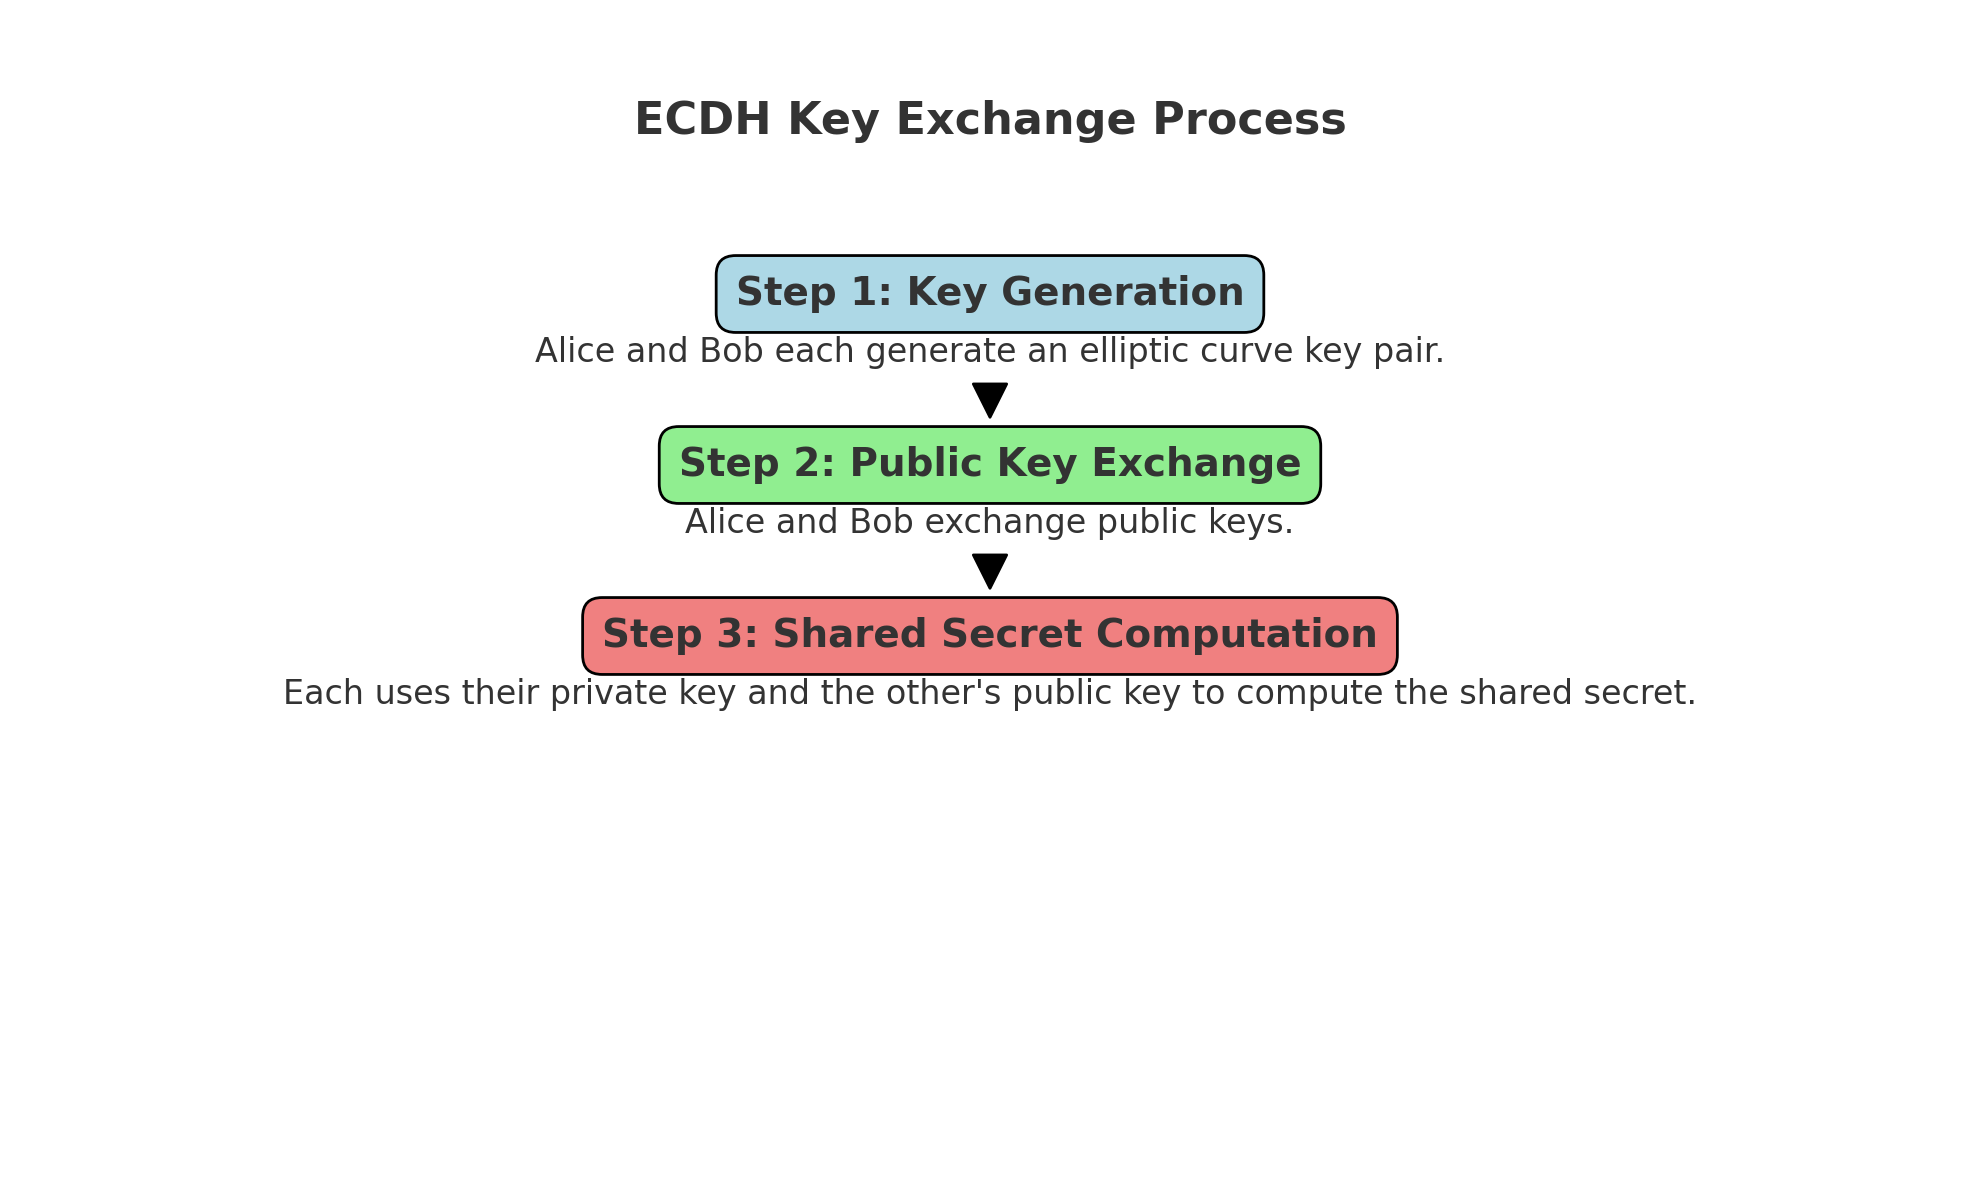 ECDH Key Exchange Process
Step 1: Key Generation
Alice and Bob each generate an elliptic curve key pair.
Step 2: Public Key Exchange
Alice and Bob exchange public keys.
Step 3: Shared Secret Computation
Each uses their private key and the other's public key to compute the shared secret.